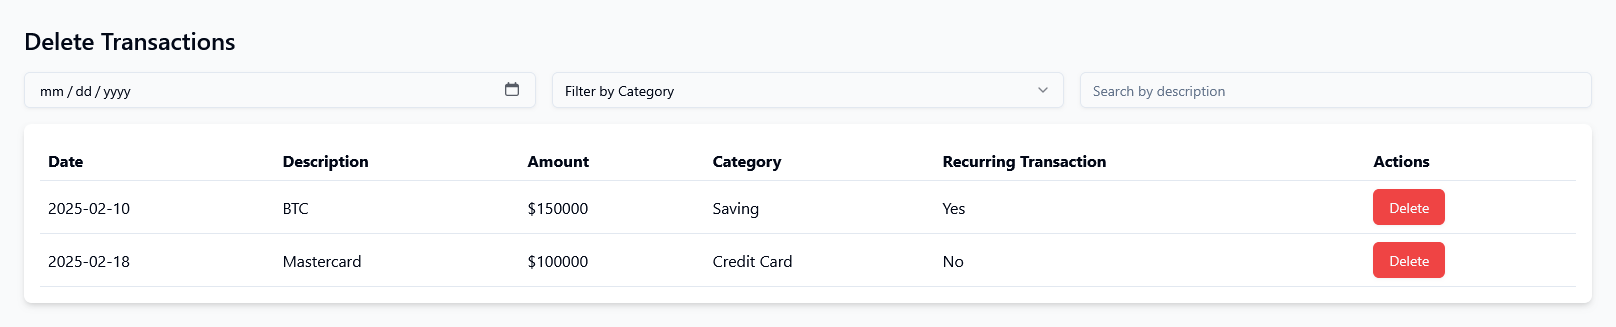 Delete Transactions
mm / dd / yyyy Filter by Category Search by description
Date Description Amount Category Recurring Transaction Actions
2025-02-10 BTC $150000 Saving Yes Delete
2025-02-18 Mastercard $100000 Credit Card No Delete